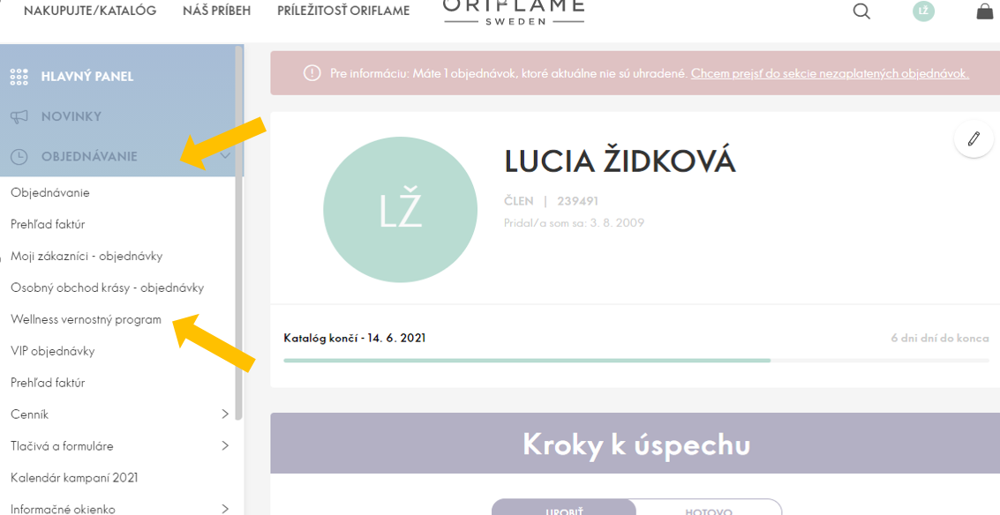 NAKUPUJTE/KATALÓG NÁŠ PRÍBEH PRÍLEŽITOSŤ ORIFLAME
ORIFLAME
SWEDEN
LŽ
HLAVNÝ PANEL
NOVINKY
OBJEDNÁVANIE
Objednávanie
Prehľad faktúr
Moji zákazníci - objednávky
Osobný obchod krásy - objednávky
Wellness vernostný program
VIP objednávky
Prehľad faktúr
Cenník
Tlačivá a formuláre
Kalendár kampaní 2021
Informačné okienko
Pre informáciu: Máte 1 objednávok, ktoré aktuálne nie sú uhradené. Chcem prejsť do sekcie nezaplatených objednávok.
LŽ
LUCIA ŽIDKOVÁ
ČLEN | 239491
Pridal/a som sa: 3. 8. 2009
Katalóg končí - 14. 6. 2021
6 dni dní do konca
Kroky k úspechu
UROBIŤ HOTOVO